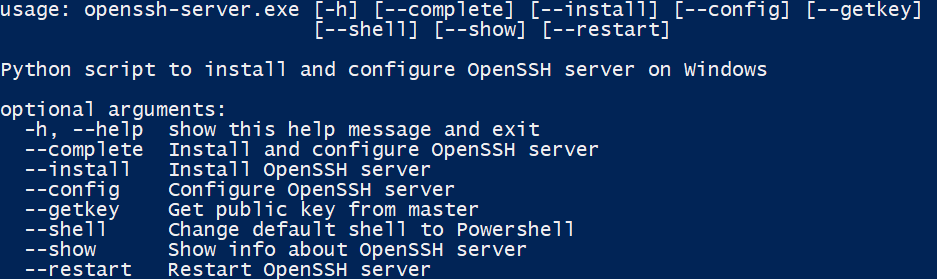 usage: openssh-server.exe [-h] [--complete] [--install] [--config] [--getkey]
[--shell] [--show] [--restart]
Python script to install and configure OpenSSH server on Windows
optional arguments:
-h, --help show this help message and exit
--complete Install and configure OpenSSH server
--install Install OpenSSH server
--config Configure OpenSSH server
--getkey Get public key from master
--shell Change default shell to Powershell
--show Show info about OpenSSH server
--restart Restart OpenSSH server